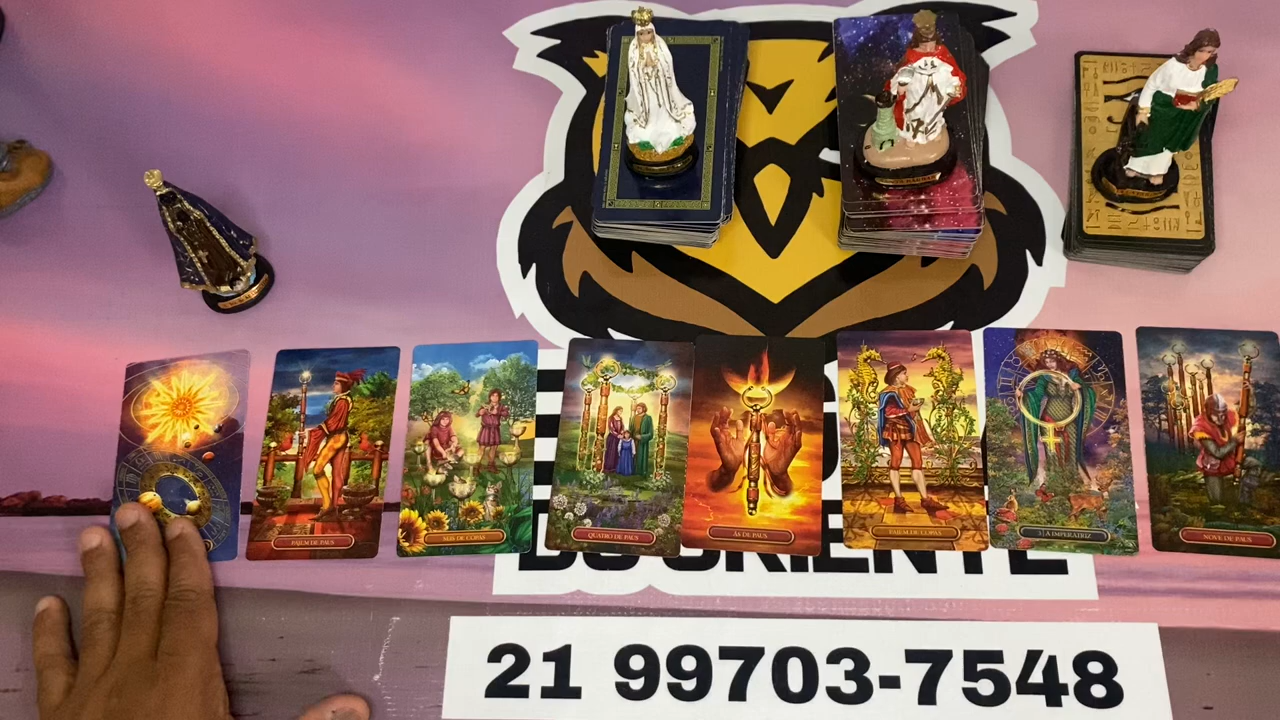 PAJEM DE PAUS
SEIS DE COPAS
QUATRO DE PAUS
ÁS DE PAUS
PAJEM DE COPAS
3 | A IMPERATRIZ
NOVE DE PAUS
DO ORIENTE
21 99703-7548